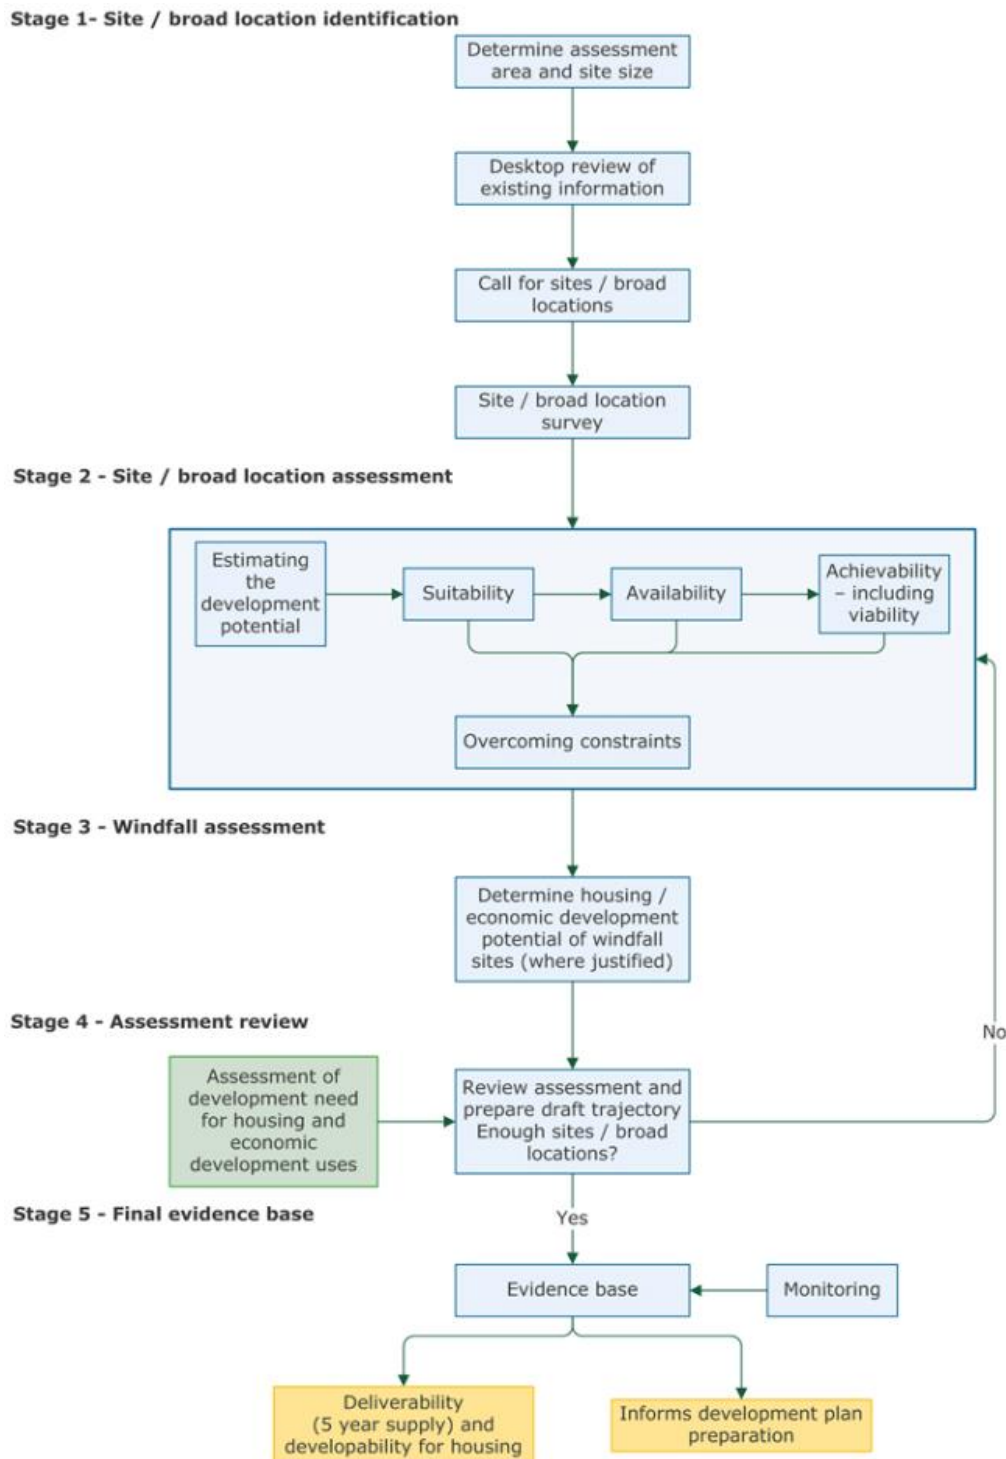 Stage 1- Site / broad location identification
Determine assessment
area and site size
Desktop review of
existing information
Call for sites / broad
locations
Site / broad location
survey
Stage 2 - Site / broad location assessment
Estimating
the
development
potential
Suitability
Availability
Achievability
– including
viability
Overcoming constraints
Stage 3 - Windfall assessment
Determine housing /
economic development
potential of windfall
sites (where justified)
Stage 4 - Assessment review
Assessment of
development need
for housing and
economic
development uses
Review assessment and
prepare draft trajectory
Enough sites / broad
locations?
No
Yes
Stage 5 - Final evidence base
Evidence base
Monitoring
Deliverability
(5 year supply) and
developability for housing
Informs development plan
preparation